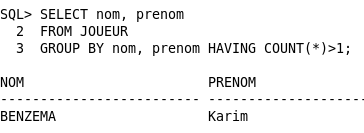 SQL> SELECT nom, prenom
  2  FROM JOUEUR
  3  GROUP BY nom, prenom HAVING COUNT(*)>1;
NOM                       PRENOM
------------------------- --------------------
BENZEMA                   Karim